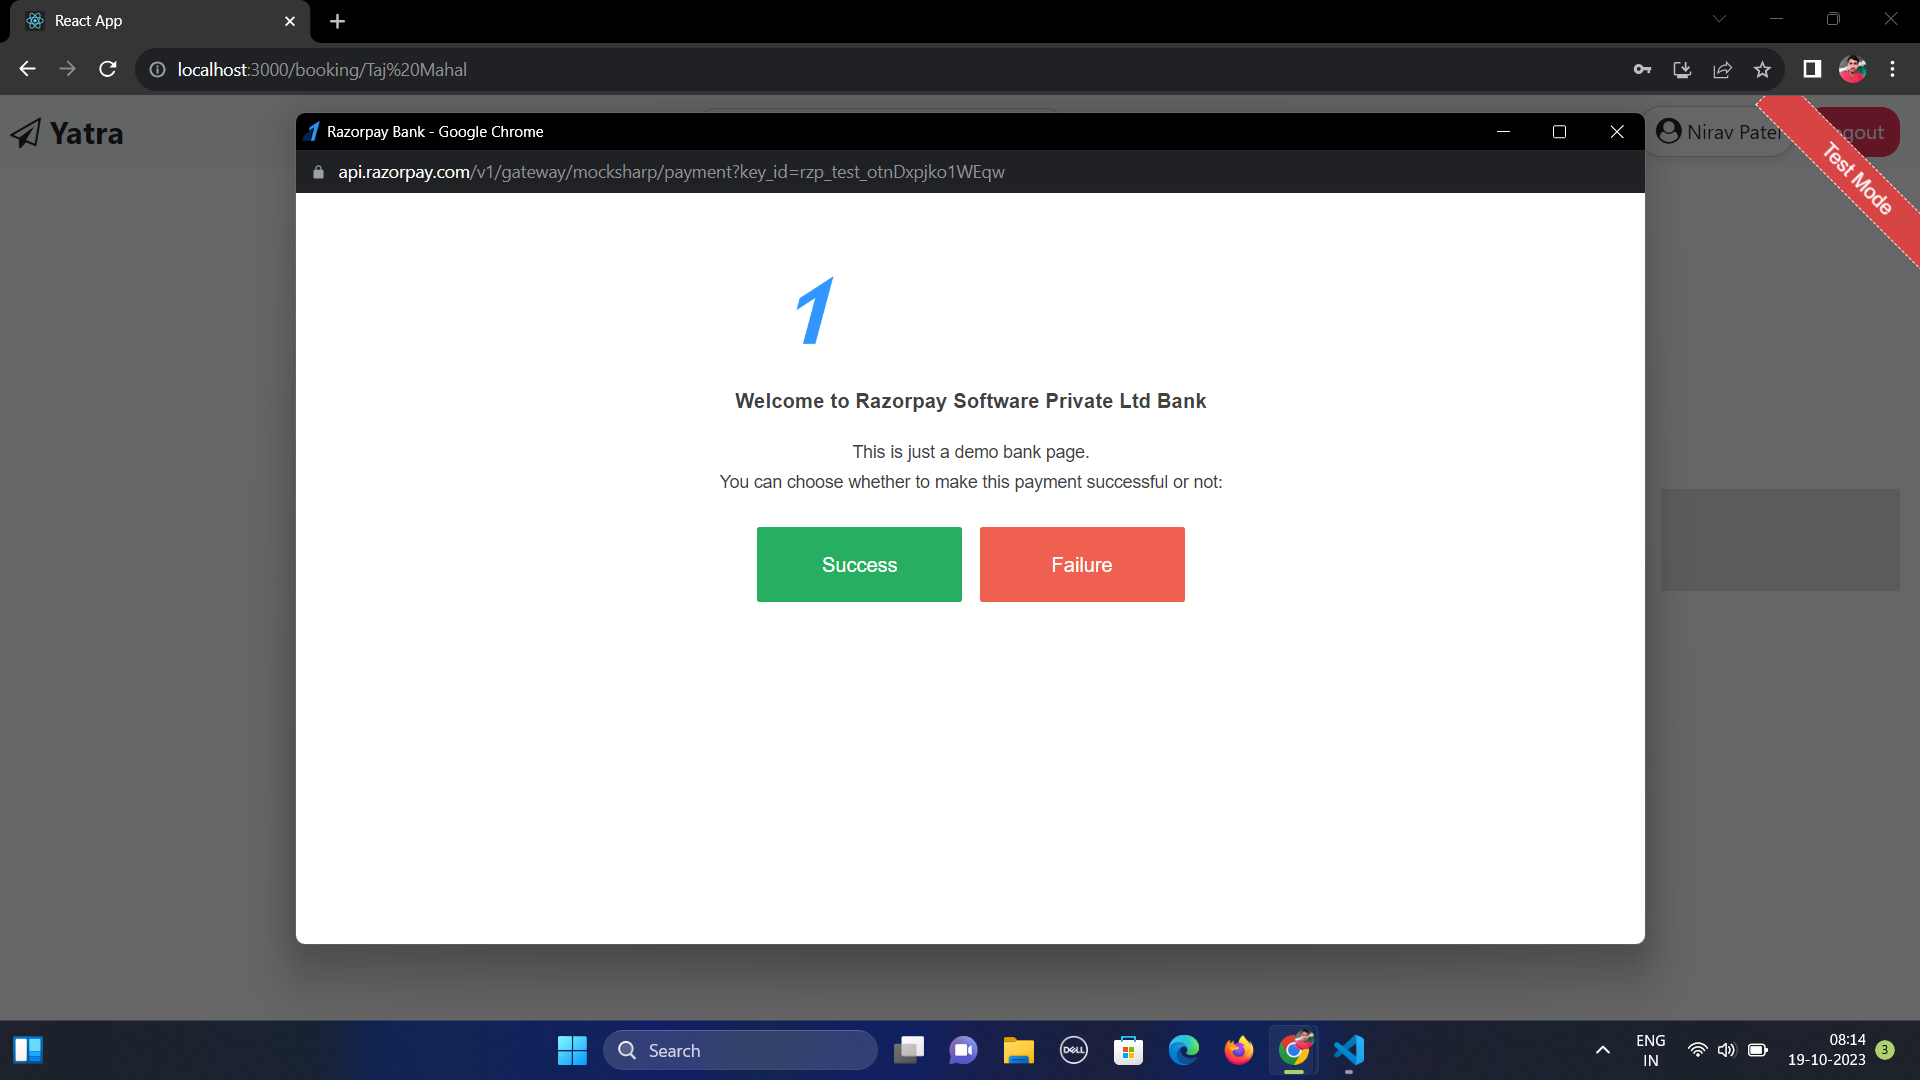 React App
localhost:3000/booking/Taj%20Mahal
Yatra
Razorpay Bank - Google Chrome
Nirav Patel
gout
Test Mode
api.razorpay.com/v1/gateway/mocksharp/payment?key_id=rzp_test_otnDxpjko1WEqw
Welcome to Razorpay Software Private Ltd Bank
This is just a demo bank page.
You can choose whether to make this payment successful or not:
Success
Failure
Search
DELL
ENG
IN
08:14
19-10-2023
3